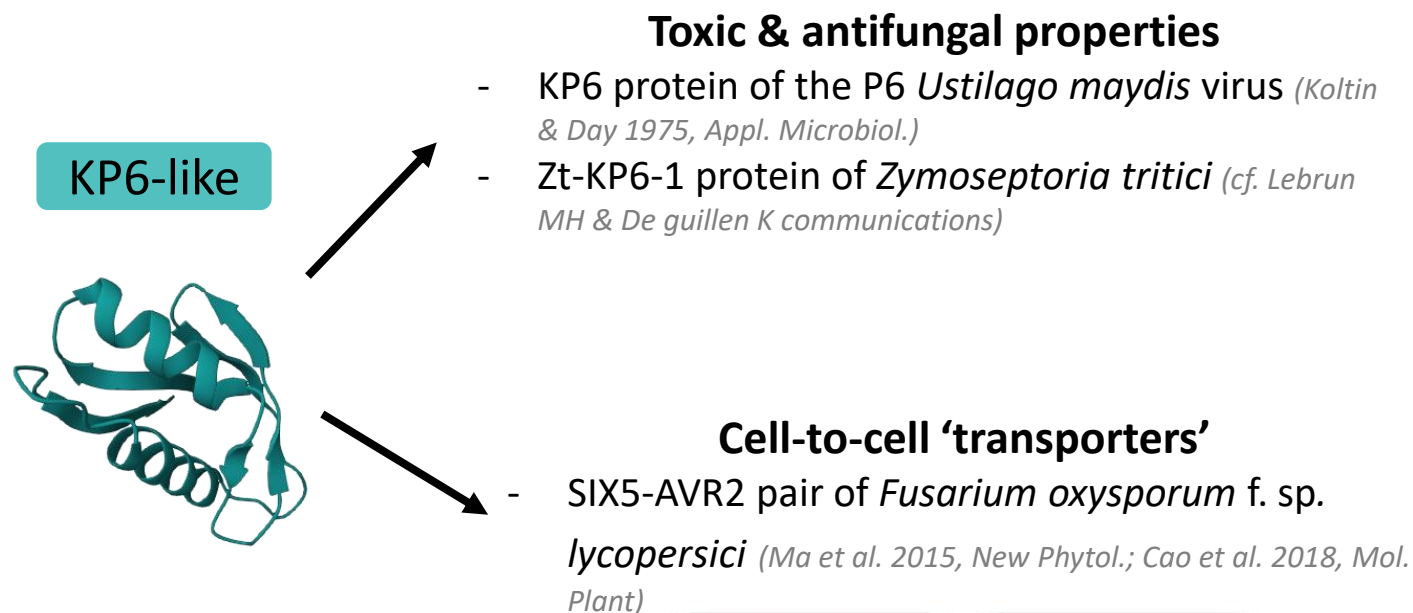 Toxic & antifungal properties
- KP6 protein of the P6 Ustilago maydis virus (Koltin
& Day 1975, Appl. Microbiol.)
- Zt-KP6-1 protein of Zymoseptoria tritici (cf. Lebrun
MH & De guillen K communications)
KP6-like
Cell-to-cell ‘transporters’
- SIX5-AVR2 pair of Fusarium oxysporum f. sp.
lycopersici (Ma et al. 2015, New Phytol.; Cao et al. 2018, Mol.
Plant)